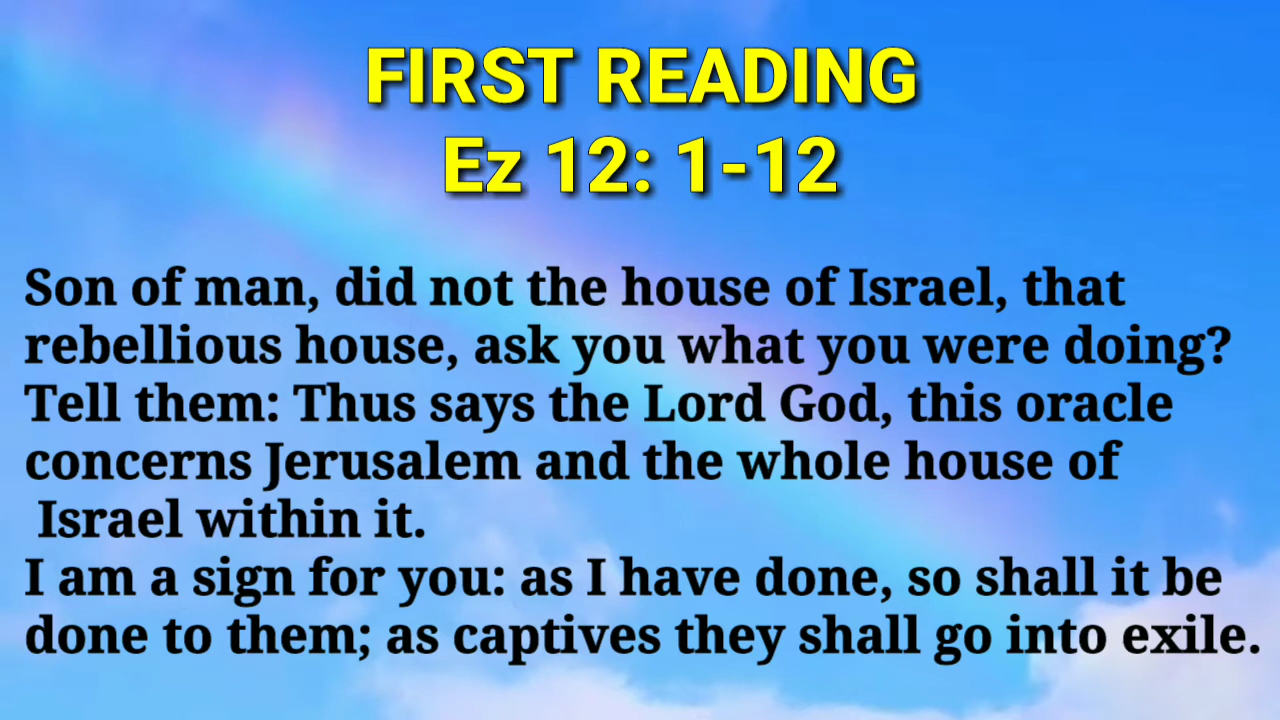 FIRST READING
Ez 12: 1-12
Son of man, did not the house of Israel, that
rebellious house, ask you what you were doing?
Tell them: Thus says the Lord God, this oracle
concerns Jerusalem and the whole house of
Israel within it.
I am a sign for you: as I have done, so shall it be
done to them; as captives they shall go into exile.